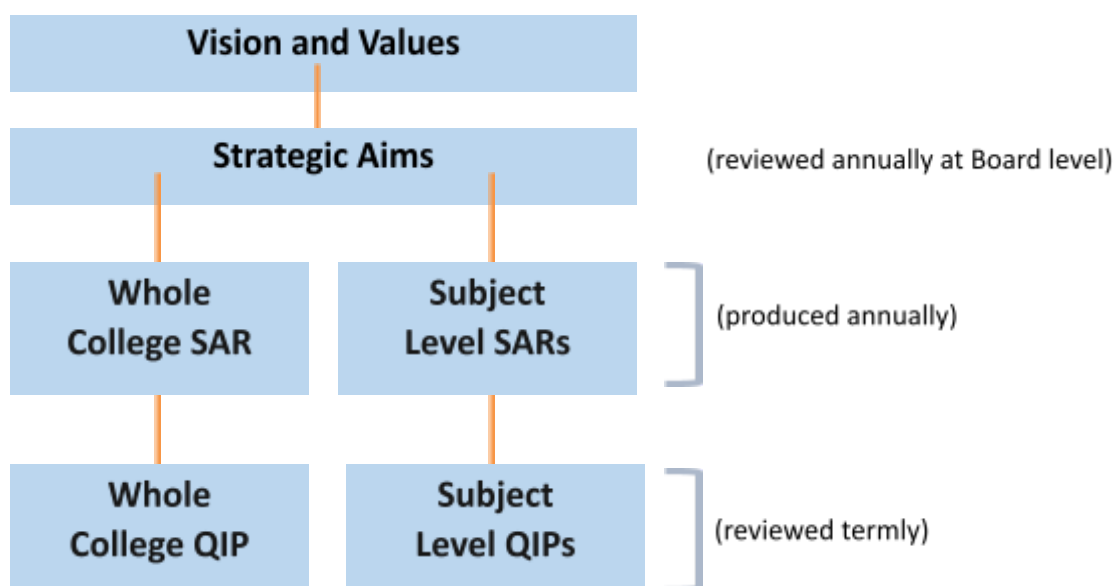 Vision and Values
Strategic Aims
(reviewed annually at Board level)
Whole
College SAR
Subject
Level SARs
(produced annually)
Whole
College QIP
Subject
Level QIPs
(reviewed termly)